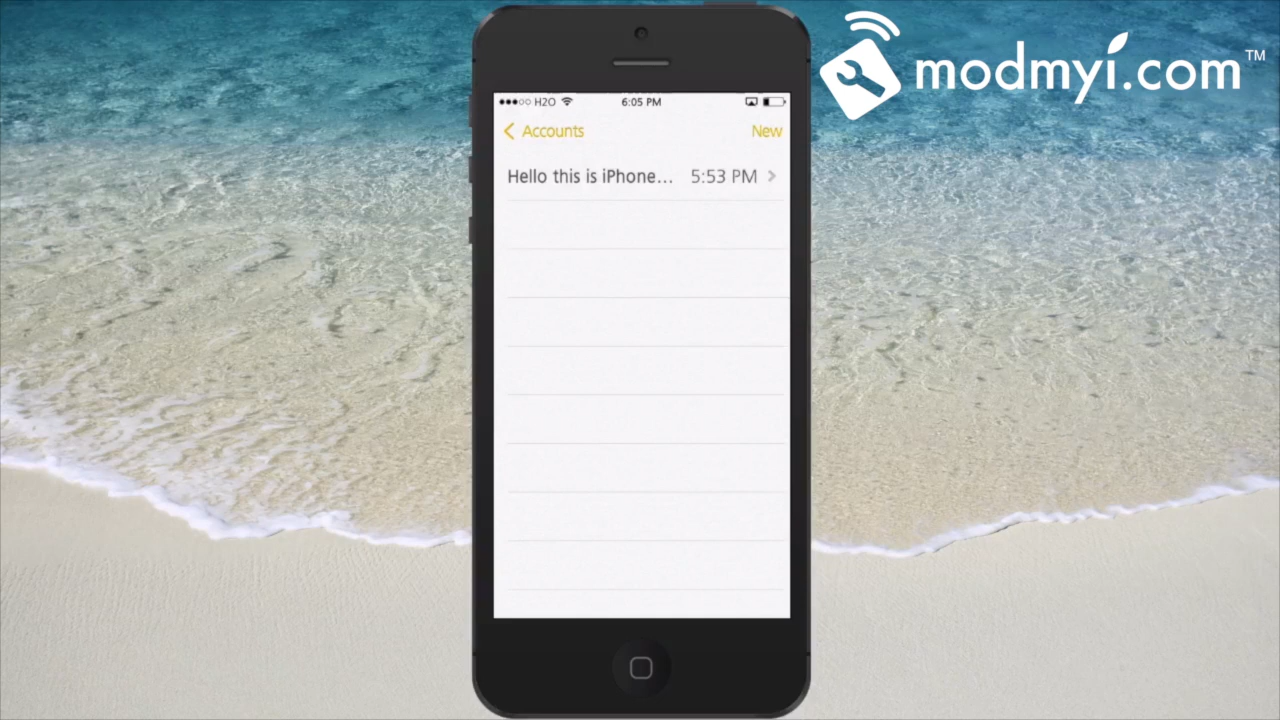 modmyi.com™
H2O 6:05 PM
Accounts New
Hello this is iPhone... 5:53 PM